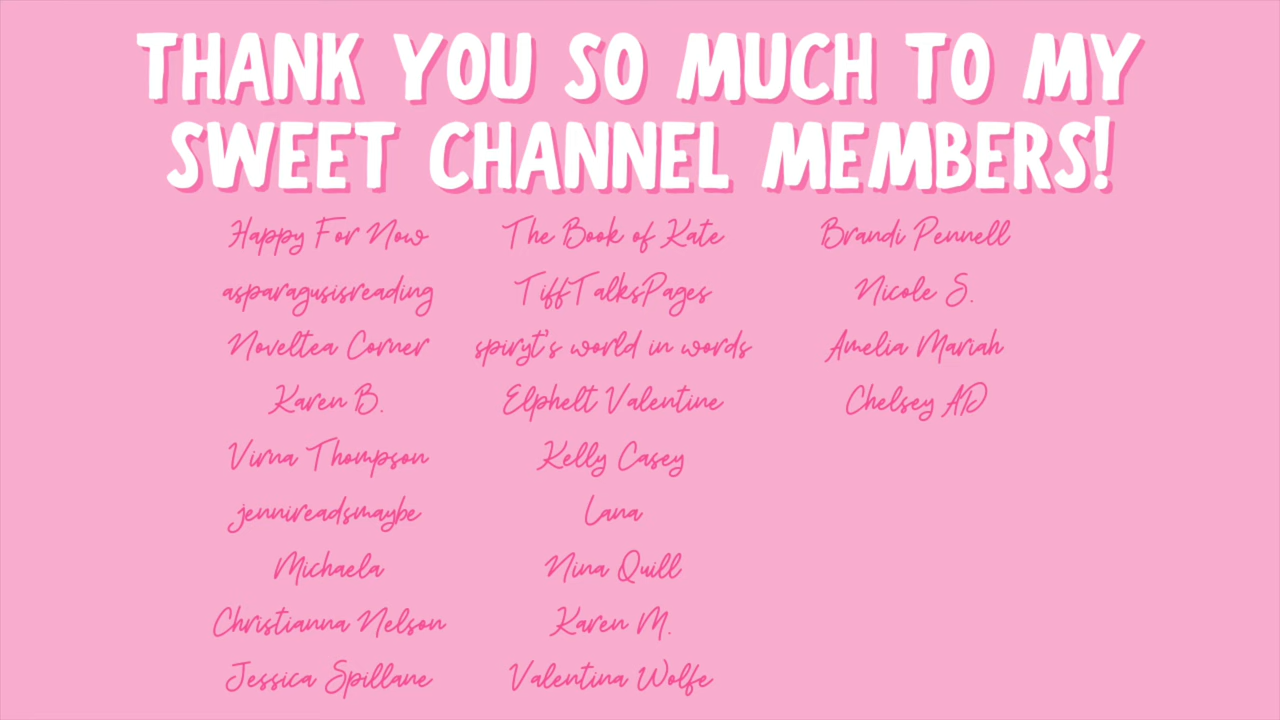 THANK YOU SO MUCH TO MY
SWEET CHANNEL MEMBERS!
Happy For Now
asparagusisreading
Noveltea Corner
Karen B.
Virna Thompson
jennireadsmaybe
Michaela
Christianna Nelson
Jessica Spillane
The Book of Kate
TiffTalksPages
spiryt's world in words
Elphelt Valentine
Kelly Casey
Lana
Nina Quill
Karen M.
Valentina Wolfe
Brandi Pennell
Nicole S.
Amelia Mariah
Chelsey AD